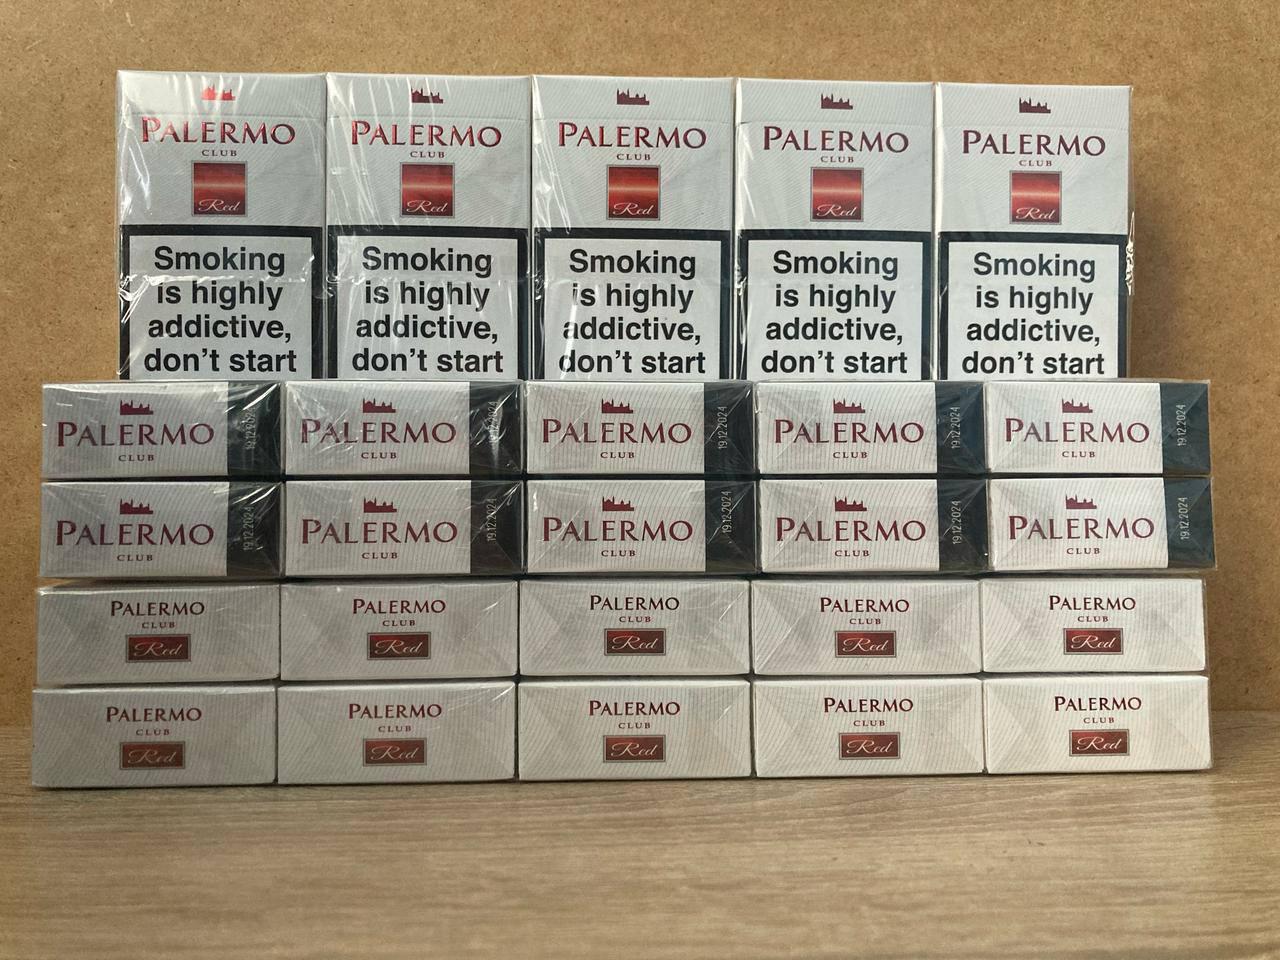 PALERMO
CLUB
Red
Smoking
is highly
addictive,
don't start
PALERMO
CLUB
Red
Smoking
is highly
addictive,
don't start
PALERMO
CLUB
Red
Smoking
is highly
addictive,
don't start
PALERMO
CLUB
Red
Smoking
is highly
addictive,
don't start
PALERMO
CLUB
Red
Smoking
is highly
addictive,
don't start
PALERMO
CLUB
19.12.2024
PALERMO
CLUB
19.12.2024
PALERMO
CLUB
19.12.2024
PALERMO
CLUB
19.12.2024
PALERMO
CLUB
19.12.2024
PALERMO
CLUB
19.12.2024
PALERMO
CLUB
19.12.2024
PALERMO
CLUB
19.12.2024
PALERMO
CLUB
19.12.2024
PALERMO
CLUB
19.12.2024
PALERMO
CLUB
Red
PALERMO
CLUB
Red
PALERMO
CLUB
Red
PALERMO
CLUB
Red
PALERMO
CLUB
Red
PALERMO
CLUB
Red
PALERMO
CLUB
Red
PALERMO
CLUB
Red
PALERMO
CLUB
Red
PALERMO
CLUB
Red